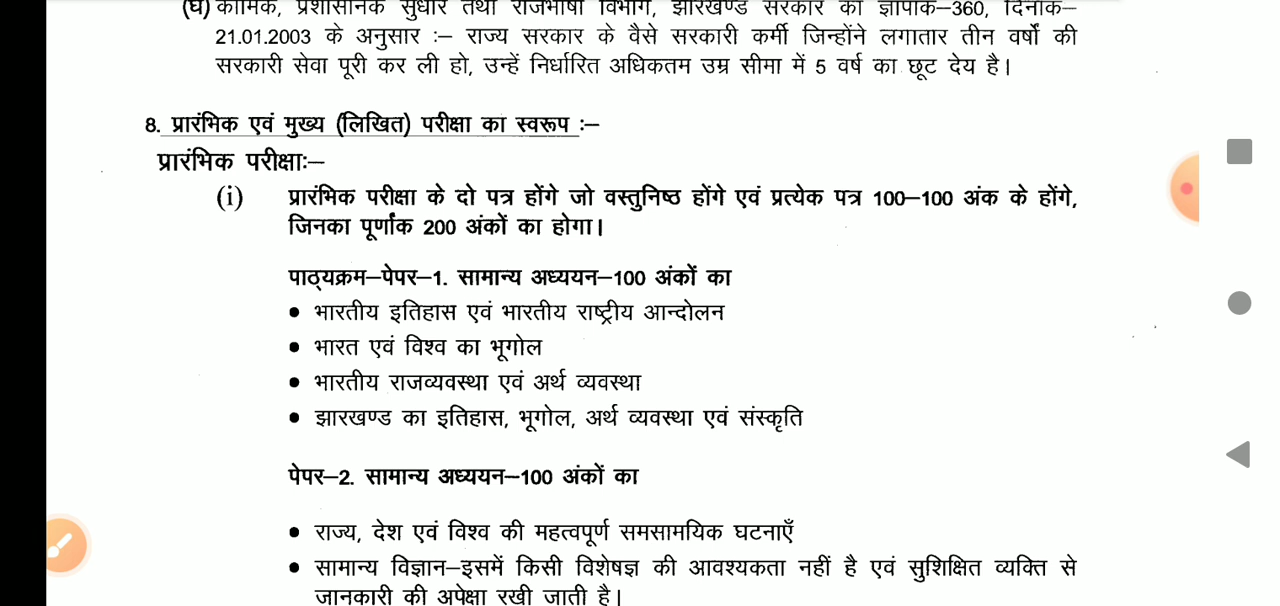 (घ) कार्मिक, प्रशासनिक सुधार तथा राजभाषा विभाग, झारखण्ड सरकार का ज्ञापांक–360, दिनांक–
21.01.2003 के अनुसार :– राज्य सरकार के वैसे सरकारी कर्मी जिन्होंने लगातार तीन वर्षों की
सरकारी सेवा पूरी कर ली हो, उन्हें निर्धारित अधिकतम उम्र सीमा में 5 वर्ष का छूट देय है।
8. प्रारंभिक एवं मुख्य (लिखित) परीक्षा का स्वरूप :–
प्रारंभिक परीक्षाः–
(i) प्रारंभिक परीक्षा के दो पत्र होंगे जो वस्तुनिष्ठ होंगे एवं प्रत्येक पत्र 100–100 अंक के होंगे,
जिनका पूर्णांक 200 अंकों का होगा।
पाठ्यक्रम–पेपर–1. सामान्य अध्ययन–100 अंकों का
• भारतीय इतिहास एवं भारतीय राष्ट्रीय आन्दोलन
• भारत एवं विश्व का भूगोल
• भारतीय राजव्यवस्था एवं अर्थ व्यवस्था
• झारखण्ड का इतिहास, भूगोल, अर्थ व्यवस्था एवं संस्कृति
पेपर–2. सामान्य अध्ययन–100 अंकों का
• राज्य, देश एवं विश्व की महत्वपूर्ण समसामयिक घटनाएँ
• सामान्य विज्ञान–इसमें किसी विशेषज्ञ की आवश्यकता नहीं है एवं सुशिक्षित व्यक्ति से
जानकारी की अपेक्षा रखी जाती है।